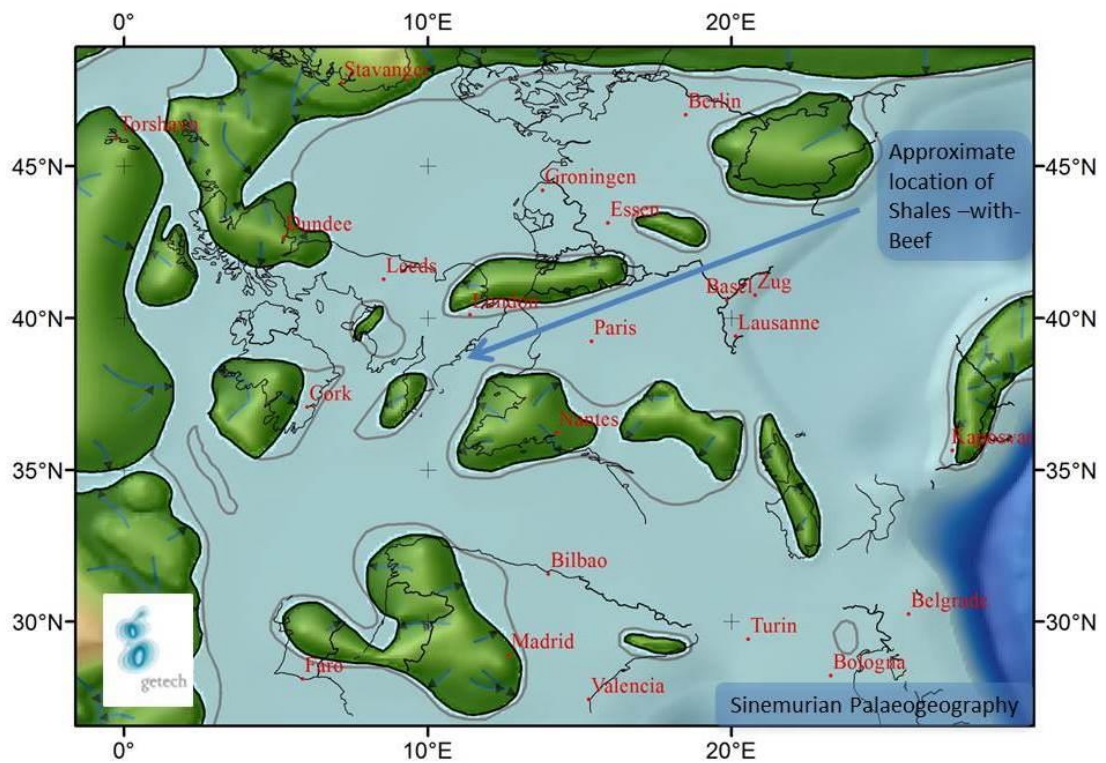 0° 10°E 20°E
Stavanger
Berlin
Torshavn
45°N 45°N
Approximate
location of
Shales –with-
Beef
Groningen
Essen
Dundee
Leeds
Basel Zug
London
40°N 40°N
Paris Lausanne
Cork
Nantes
35°N 35°N
Bilbao
Belgrade
30°N 30°N
Turin
Madrid
Bologna
Faro
getech
Valencia
Sinemurian Palaeogeography
0° 10°E 20°E